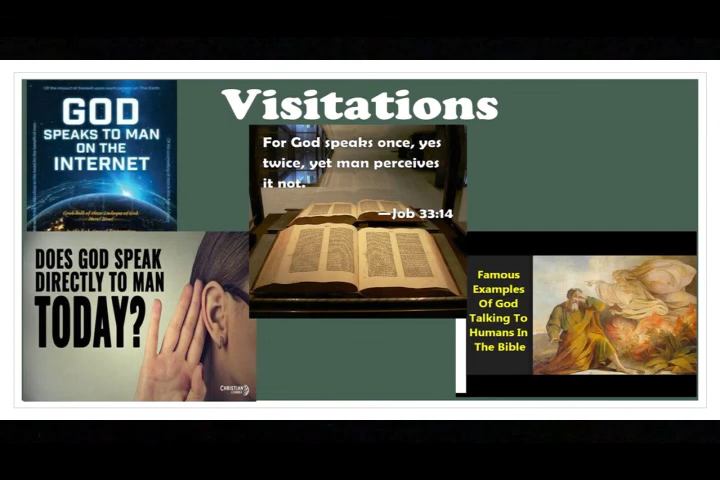 Visitations
GOD
SPEAKS TO MAN
ON THE
INTERNET
For God speaks once, yes
twice, yet man perceives
it not.
—Job 33:14
DOES GOD SPEAK
DIRECTLY TO MAN
TODAY?
CHRISTIAN
Famous
Examples
Of God
Talking To
Humans In
The Bible